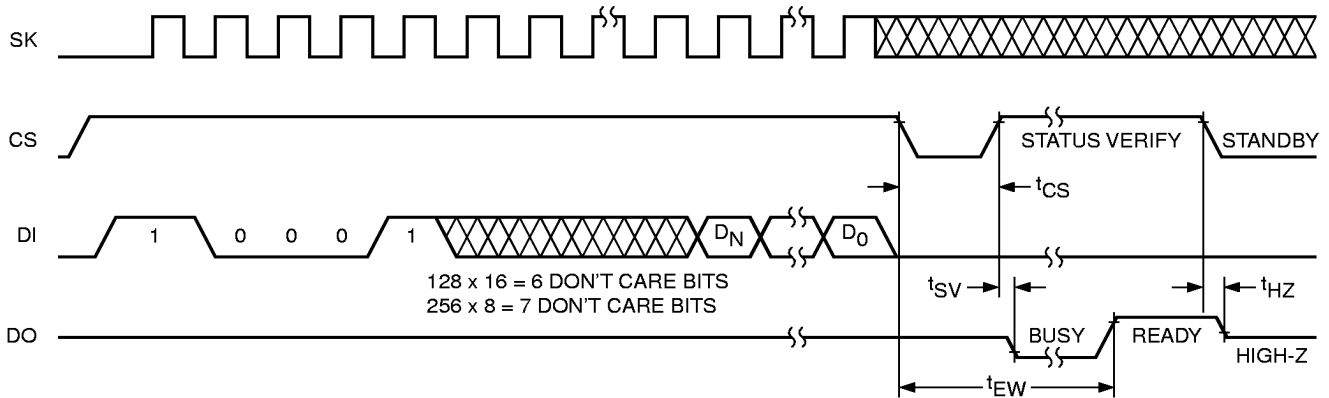 SK
CS
STATUS VERIFY
STANDBY
tCS
DI
1 0 0 0 1
DN
D0
128 x 16 = 6 DON'T CARE BITS
256 x 8 = 7 DON'T CARE BITS
tSV
tHZ
DO
BUSY
READY
HIGH-Z
tEW